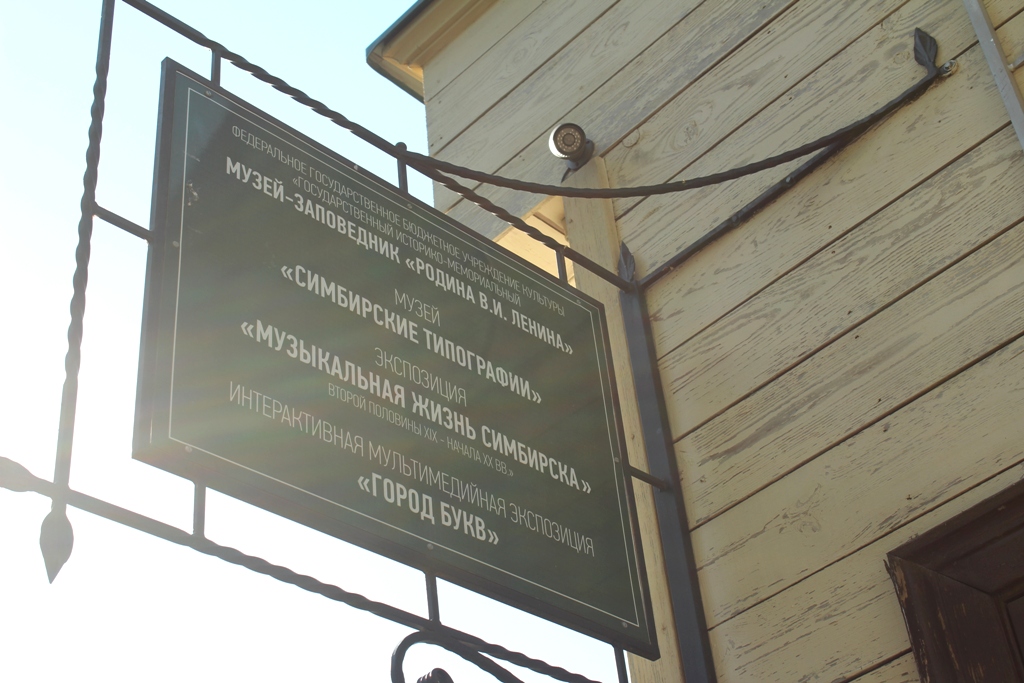 ФЕДЕРАЛЬНОЕ ГОСУДАРСТВЕННОЕ БЮДЖЕТНОЕ УЧРЕЖДЕНИЕ КУЛЬТУРЫ
«ГОСУДАРСТВЕННЫЙ ИСТОРИКО-МЕМОРИАЛЬНЫЙ
МУЗЕЙ-ЗАПОВЕДНИК «РОДИНА В.И. ЛЕНИНА»
МУЗЕЙ
«СИМБИРСКИЕ ТИПОГРАФИИ»
ЭКСПОЗИЦИЯ
«МУЗЫКАЛЬНАЯ ЖИЗНЬ СИМБИРСКА»
ВТОРОЙ ПОЛОВИНЫ XIX - НАЧАЛА XX ВВ.»
ИНТЕРАКТИВНАЯ МУЛЬТИМЕДИЙНАЯ ЭКСПОЗИЦИЯ
«ГОРОД БУКВ»